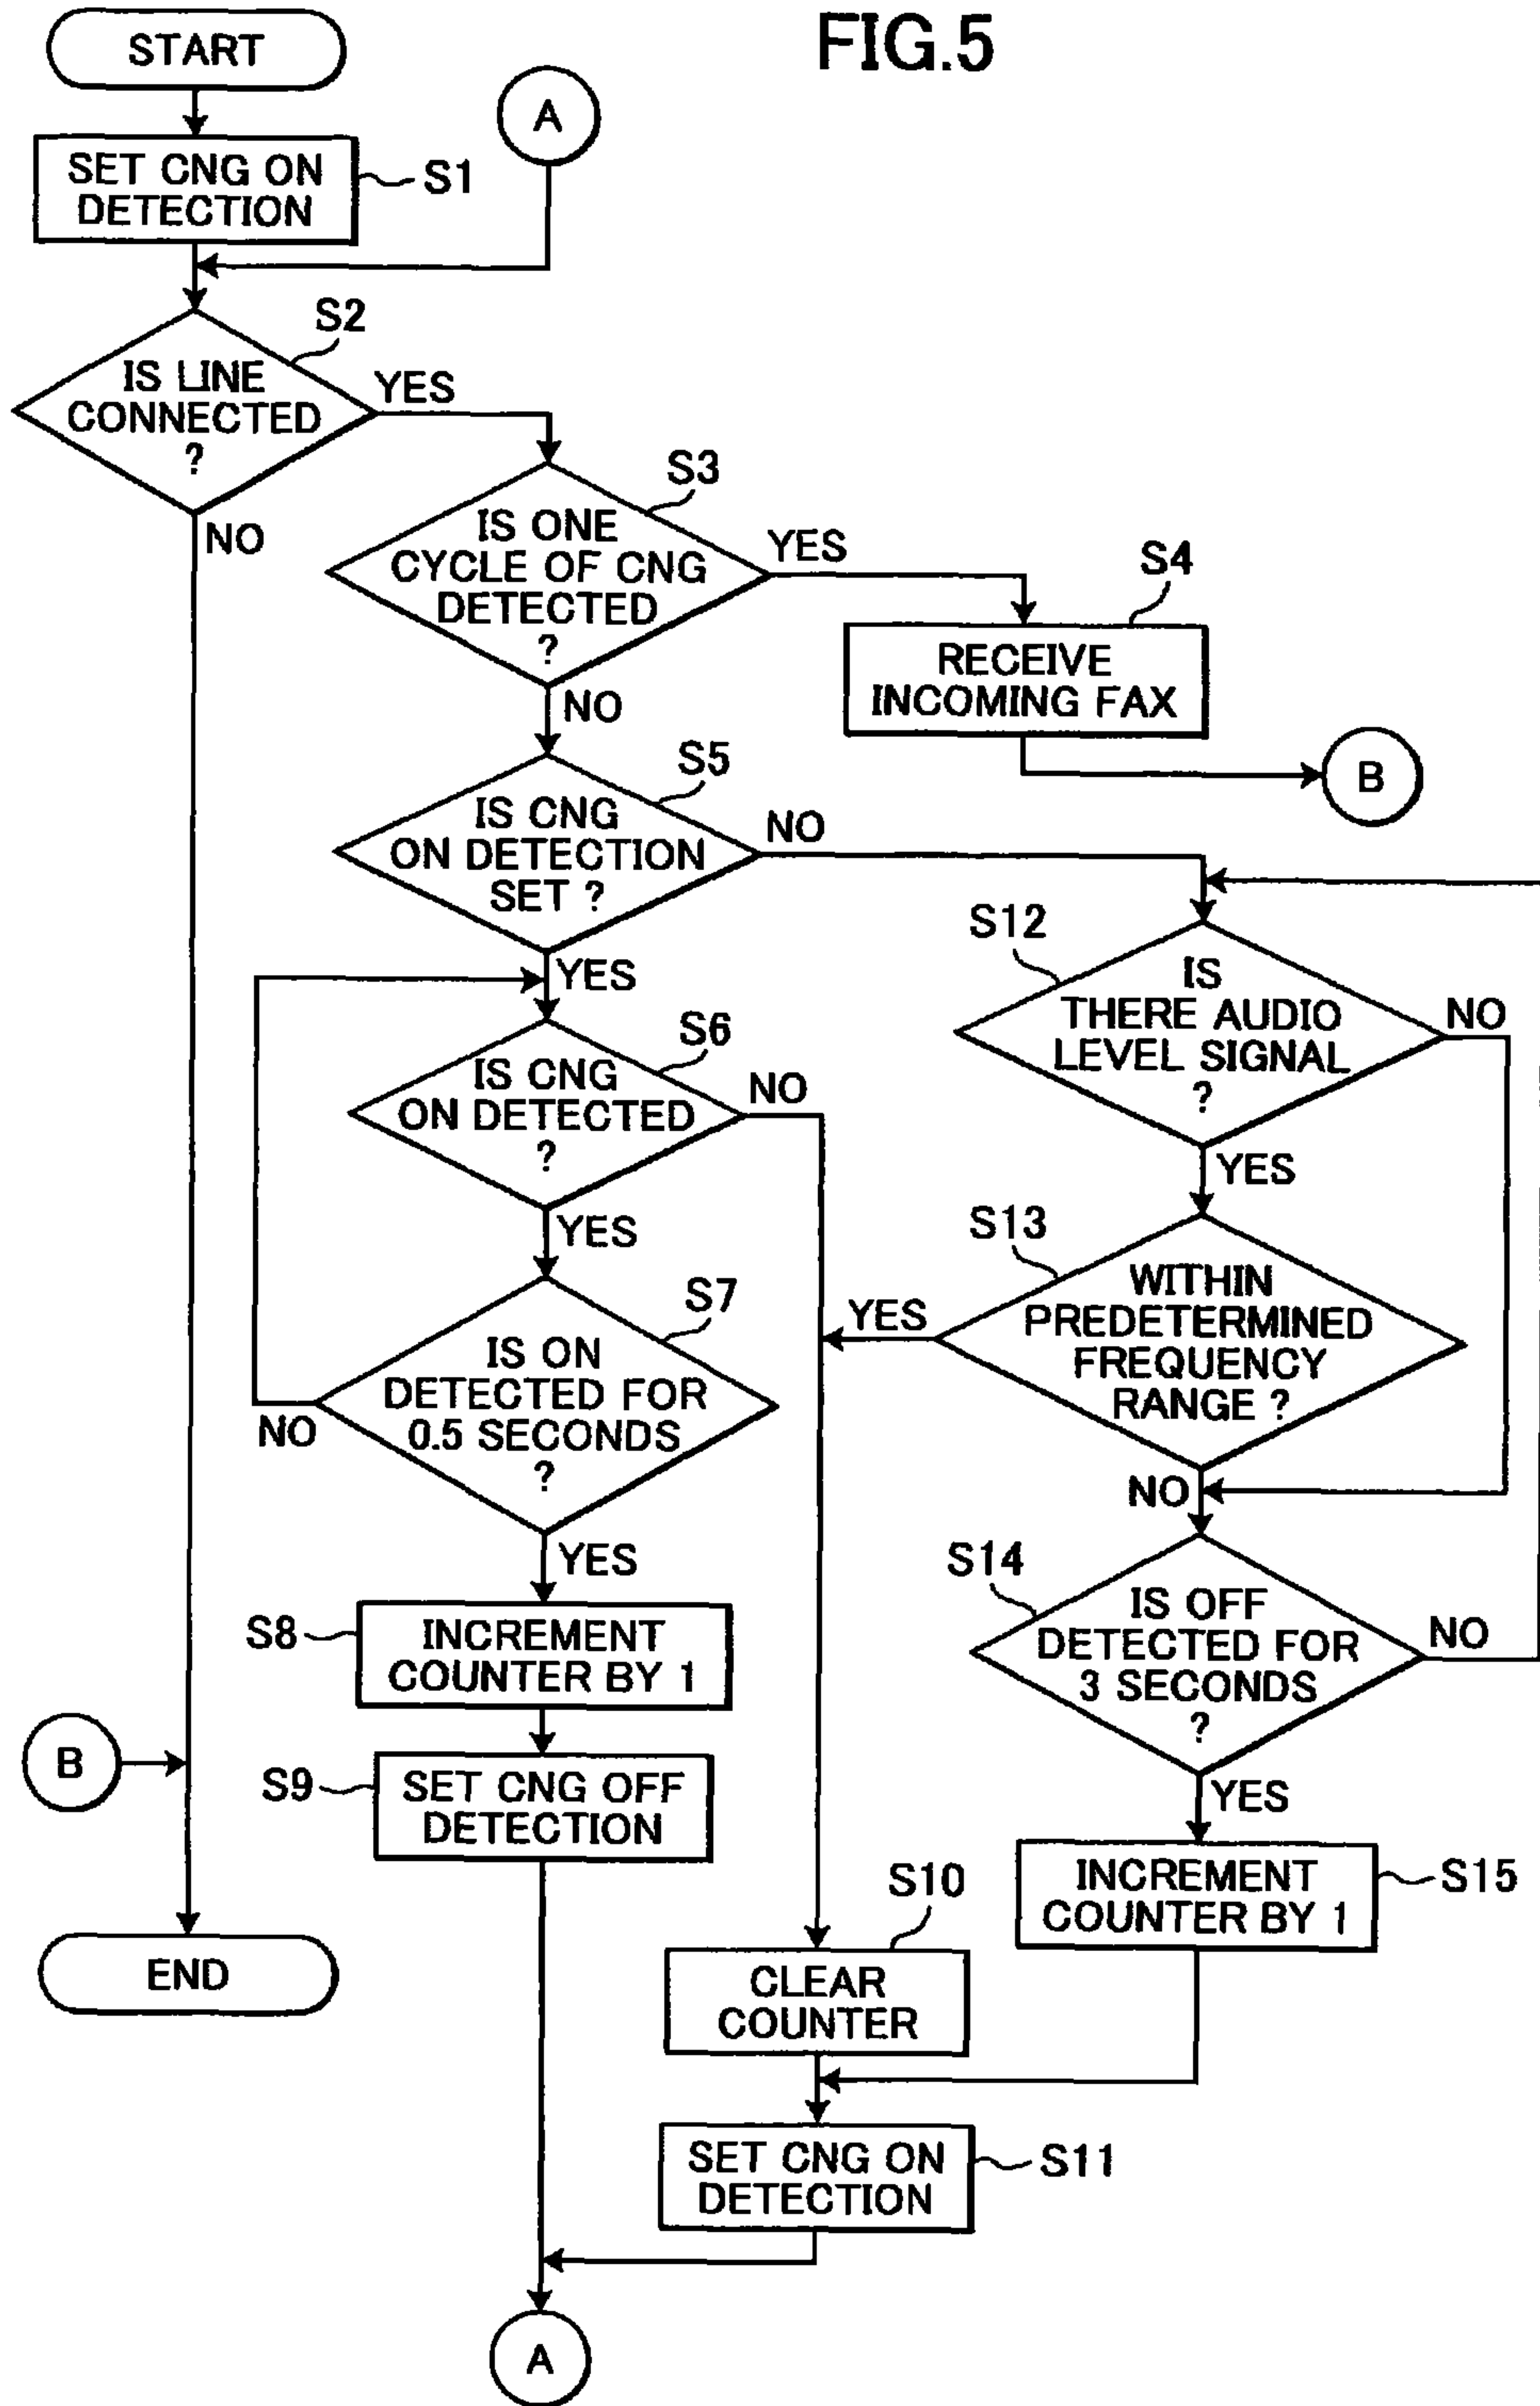 FIG.5
START
A
SET CNG ON
DETECTION
S1
S2
IS LINE
CONNECTED
?
YES
NO
S3
IS ONE
CYCLE OF CNG
DETECTED
?
YES
NO
S4
RECEIVE
INCOMING FAX
B
S5
IS CNG
ON DETECTION
SET ?
NO
YES
S6
IS CNG
ON DETECTED
?
NO
YES
S7
IS ON
DETECTED FOR
0.5 SECONDS
?
NO
YES
S8
INCREMENT
COUNTER BY 1
S9
SET CNG OFF
DETECTION
S12
IS
THERE AUDIO
LEVEL SIGNAL
?
NO
YES
S13
WITHIN
PREDETERMINED
FREQUENCY
RANGE ?
YES
NO
S14
IS OFF
DETECTED FOR
3 SECONDS
?
NO
YES
INCREMENT
COUNTER BY 1
S15
B
END
S10
CLEAR
COUNTER
SET CNG ON
DETECTION
S11
A